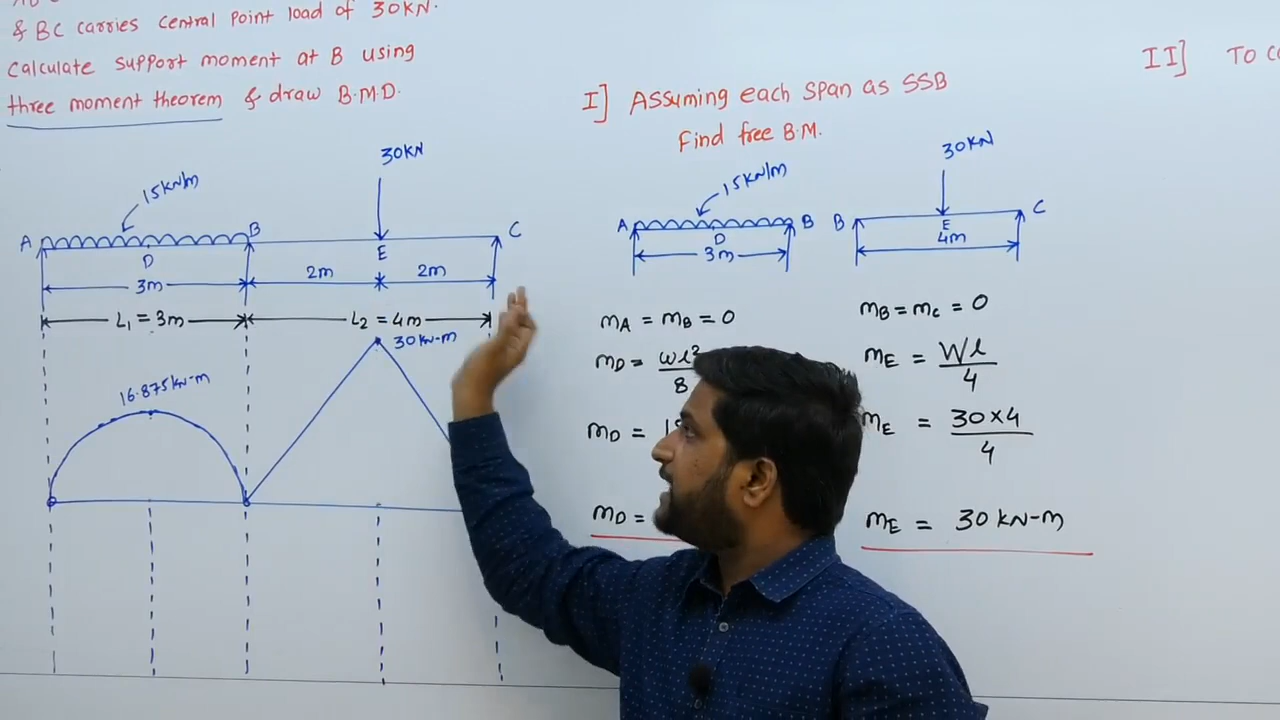 & BC carries central point load of 30KN.
Calculate support moment at B using
three moment theorem & draw B.M.D.
15KN/m
30KN
A
B
C
D
E
3m
2m
2m
L₁ = 3m
L₂ = 4m
16.875KN-m
30KN-m
I] Assuming each span as SSB
Find free B.M.
15KN/m
A
B
D
3m
30KN
B
C
E
4m
mA = mB = 0
mD = wl²/8
mD =
mD =
mB = mC = 0
mE = Wl/4
mE = 30×4/4
mE = 30 KN-m
II] To